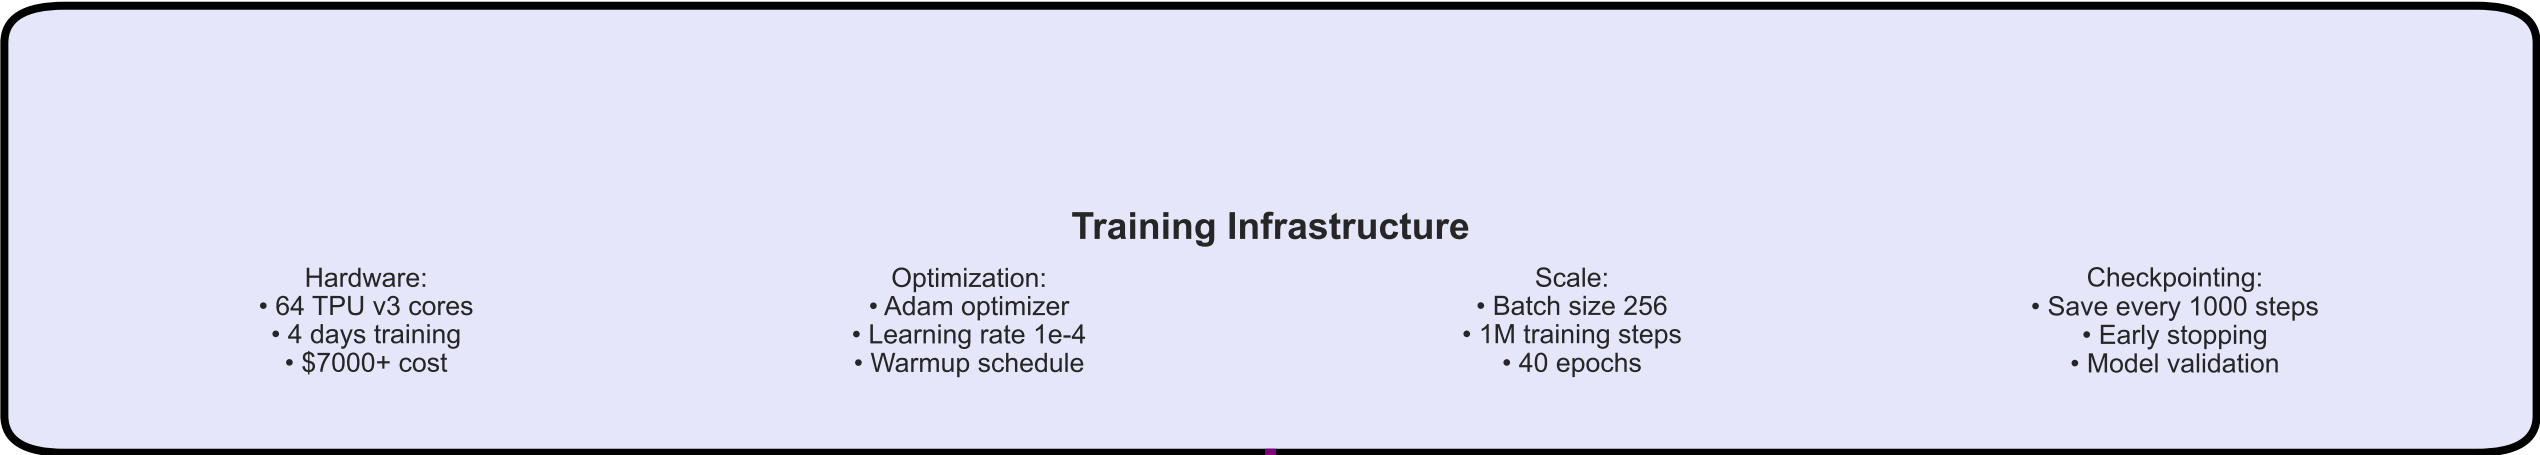 Training Infrastructure
Hardware:
• 64 TPU v3 cores
• 4 days training
• $7000+ cost
Optimization:
• Adam optimizer
• Learning rate 1e-4
• Warmup schedule
Scale:
• Batch size 256
• 1M training steps
• 40 epochs
Checkpointing:
• Save every 1000 steps
• Early stopping
• Model validation